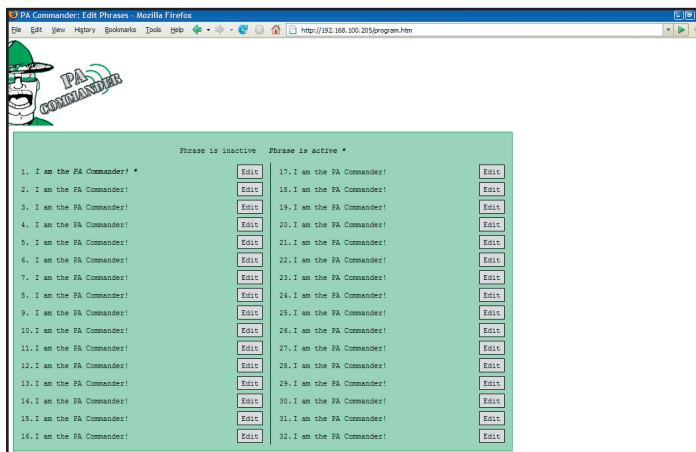 PA Commander: Edit Phrases - Mozilla Firefox
File Edit View History Bookmarks Tools Help http://192.168.100.205/program.htm
PA
COMMANDER
Phrase is inactive Phrase is active *
1. I am the PA Commander! * Edit 17.I am the PA Commander! Edit
2. I am the PA Commander! Edit 18.I am the PA Commander! Edit
3. I am the PA Commander! Edit 19.I am the PA Commander! Edit
4. I am the PA Commander! Edit 20.I am the PA Commander! Edit
5. I am the PA Commander! Edit 21.I am the PA Commander! Edit
6. I am the PA Commander! Edit 22.I am the PA Commander! Edit
7. I am the PA Commander! Edit 23.I am the PA Commander! Edit
8. I am the PA Commander! Edit 24.I am the PA Commander! Edit
9. I am the PA Commander! Edit 25.I am the PA Commander! Edit
10.I am the PA Commander! Edit 26.I am the PA Commander! Edit
11.I am the PA Commander! Edit 27.I am the PA Commander! Edit
12.I am the PA Commander! Edit 28.I am the PA Commander! Edit
13.I am the PA Commander! Edit 29.I am the PA Commander! Edit
14.I am the PA Commander! Edit 30.I am the PA Commander! Edit
15.I am the PA Commander! Edit 31.I am the PA Commander! Edit
16.I am the PA Commander! Edit 32.I am the PA Commander! Edit